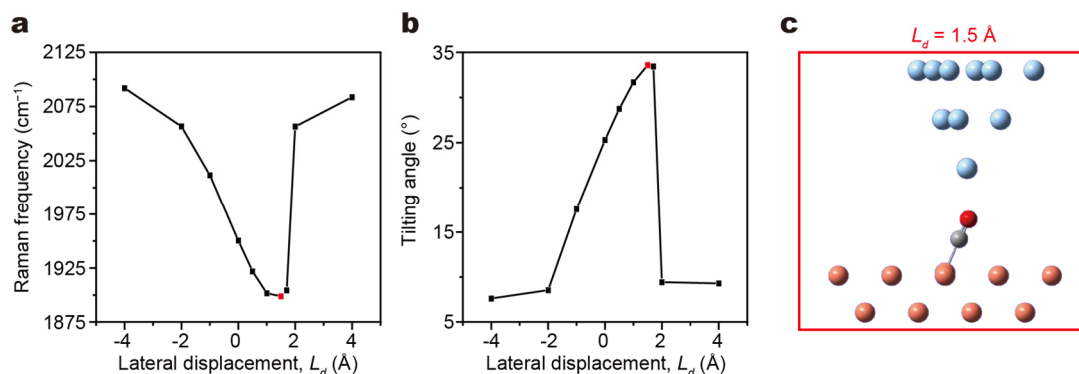 a
Raman frequency (cm⁻¹)
2125
2075
2025
1975
1925
1875
-4 -2 0 2 4
Lateral displacement, L_d (Å)
b
Tilting angle (°)
35
25
15
5
-4 -2 0 2 4
Lateral displacement, L_d (Å)
c
L_d = 1.5 Å